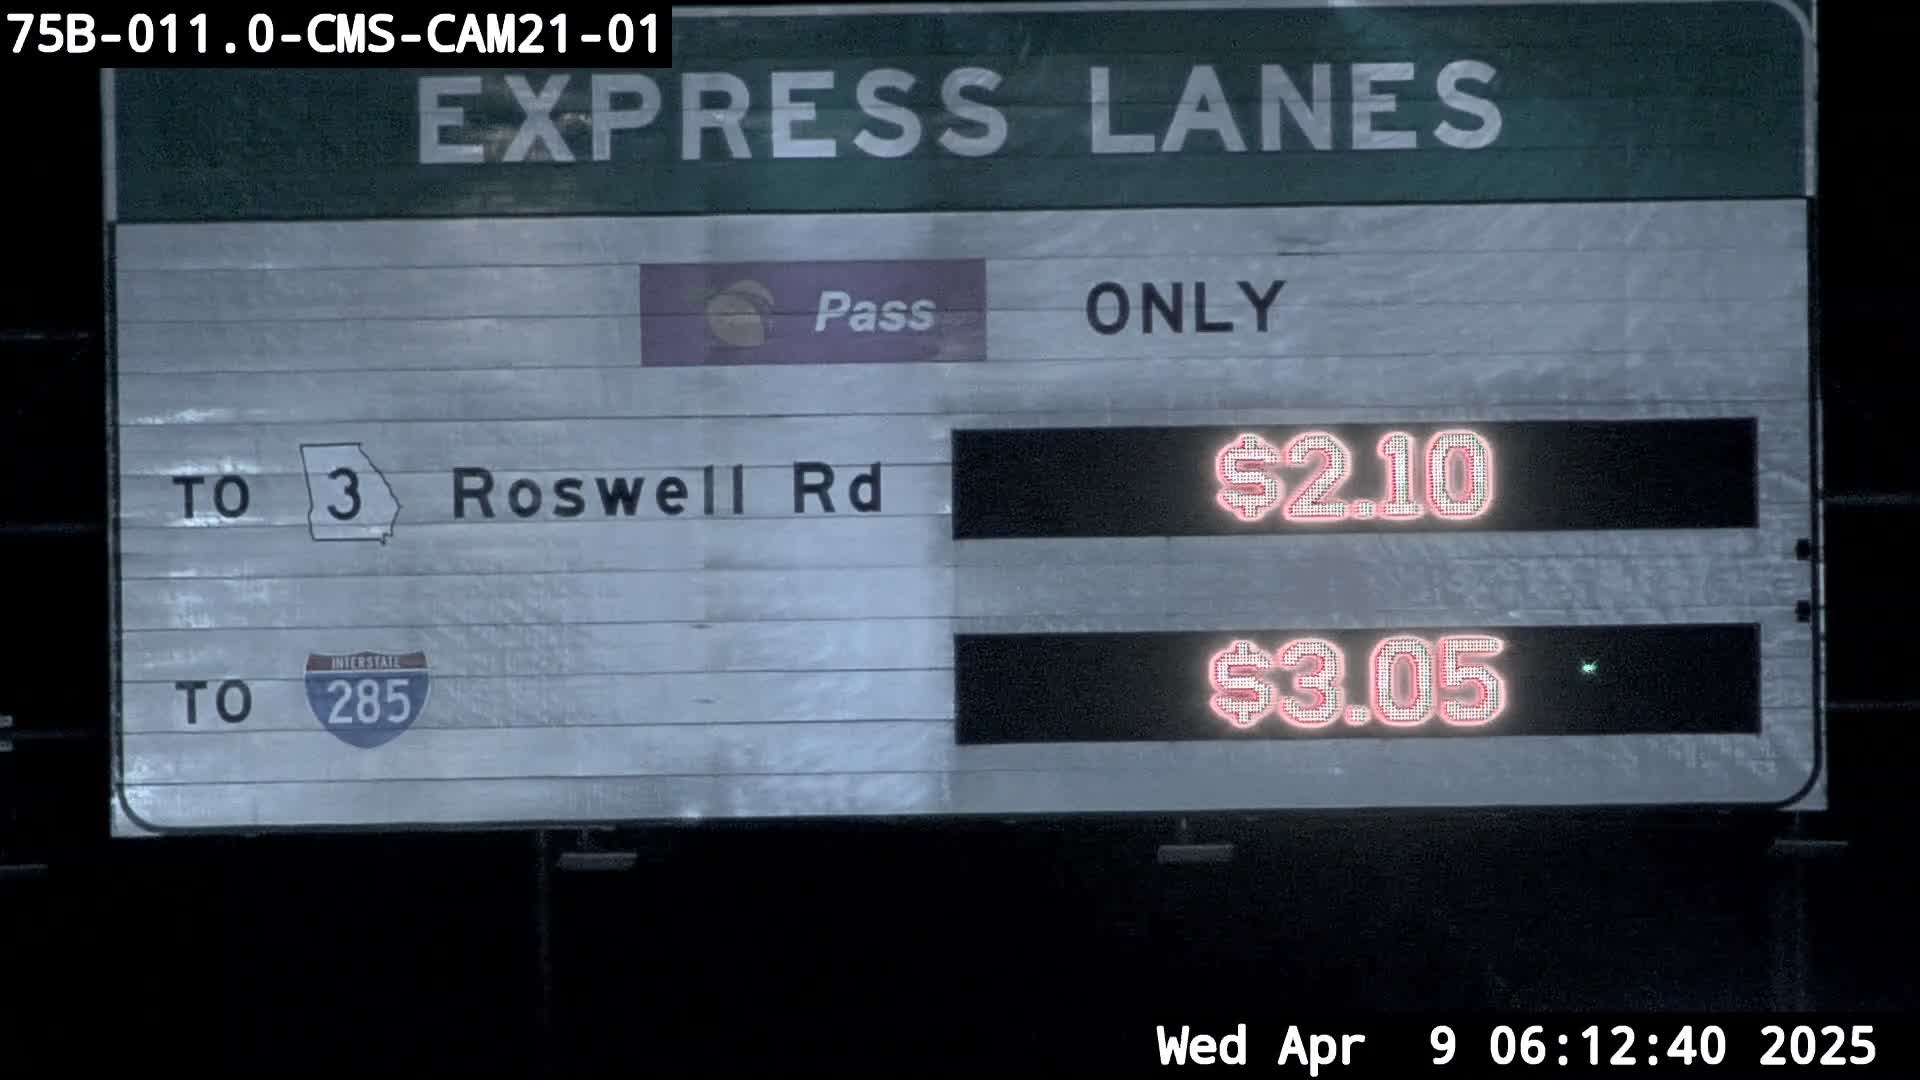 75B-011.0-CMS-CAM21-01
EXPRESS LANES
Pass ONLY
TO 3 Roswell Rd $2.10
INTERSTATE
TO 285 $3.05
Wed Apr 9 06:12:40 2025